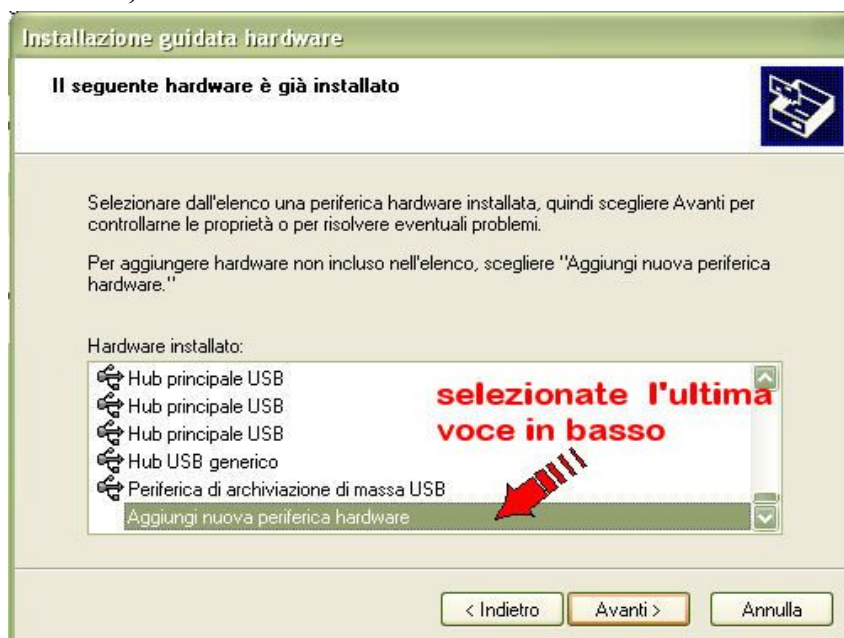 Installazione guidata hardware
Il seguente hardware è già installato
Selezionare dall'elenco una periferica hardware installata, quindi scegliere Avanti per
controllarne le proprietà o per risolvere eventuali problemi.
Per aggiungere hardware non incluso nell'elenco, scegliere "Aggiungi nuova periferica
hardware."
Hardware installato:
Hub principale USB
Hub principale USB
Hub principale USB
Hub USB generico
Periferica di archiviazione di massa USB
Aggiungi nuova periferica hardware
selezionate l'ultima
voce in basso
< Indietro
Avanti >
Annulla